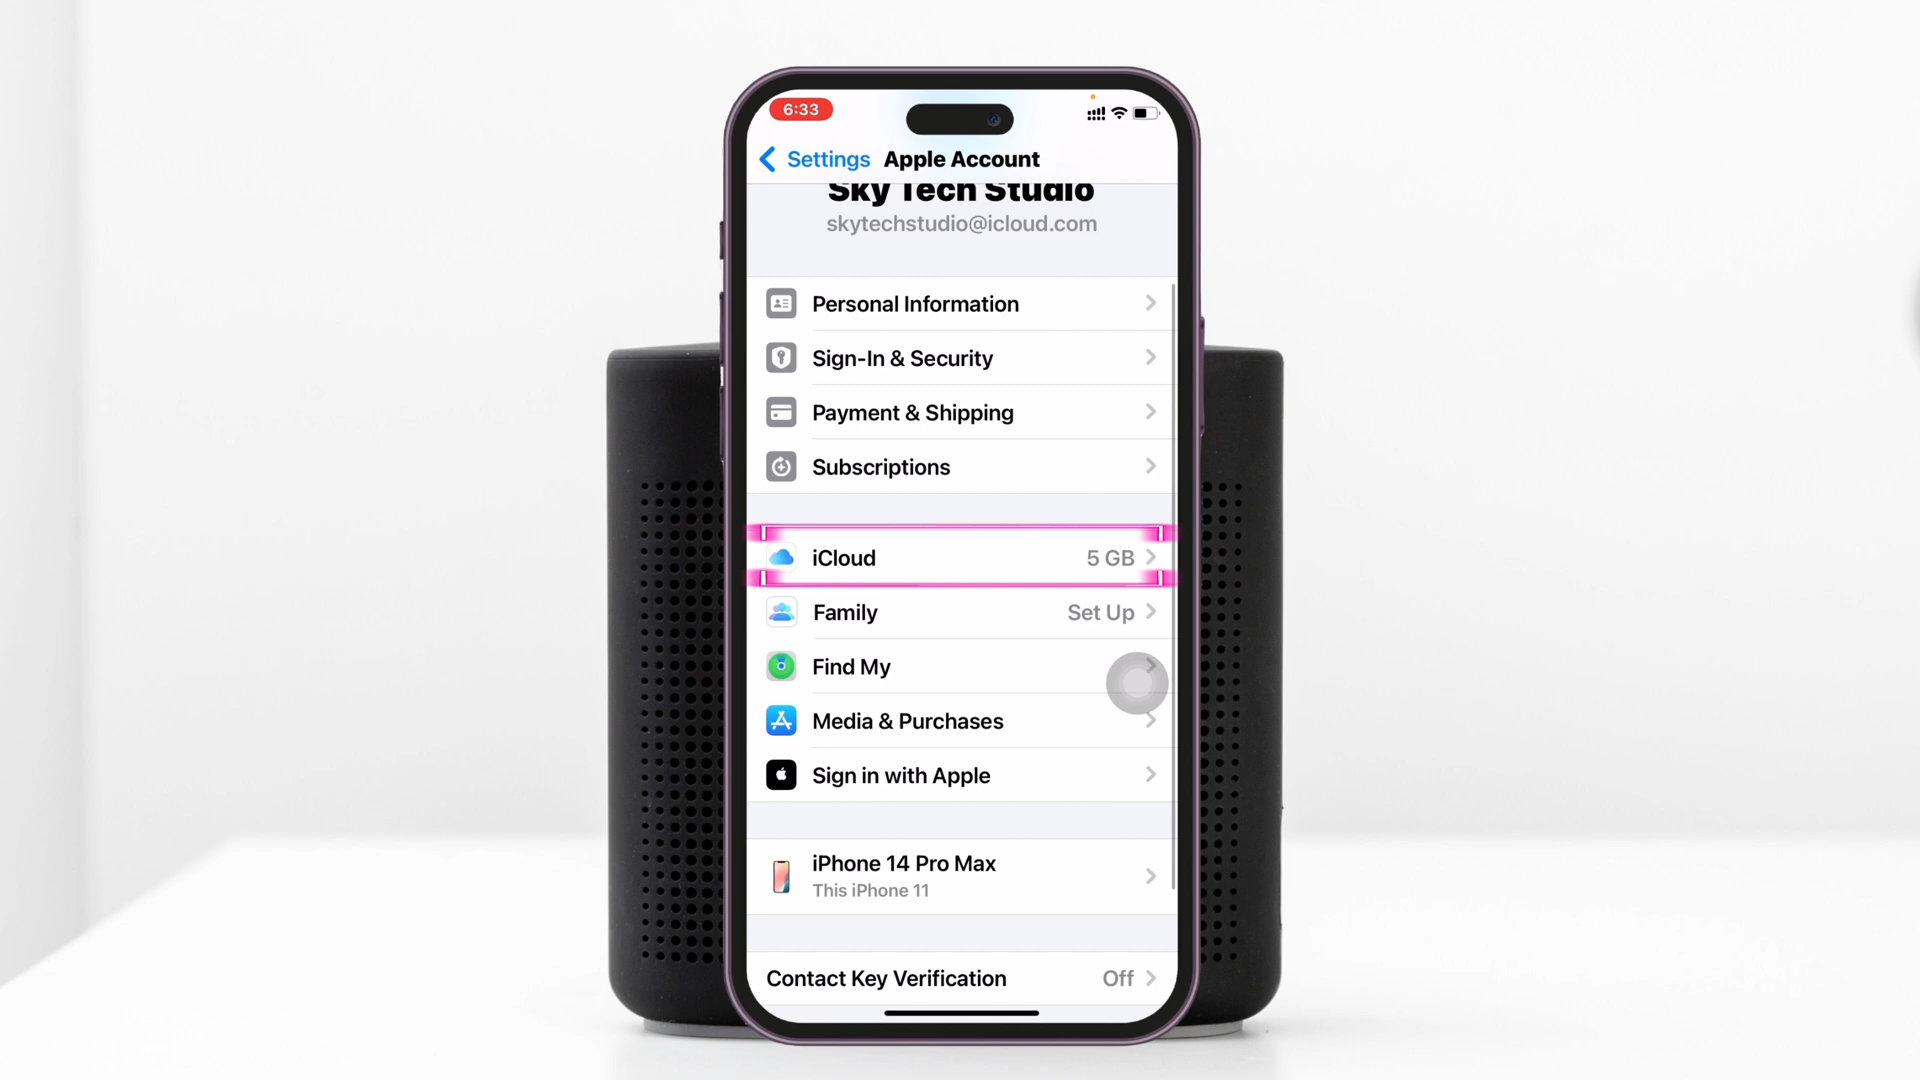 6:33
Settings Apple Account
Sky Tech Studio
skytechstudio@icloud.com
Personal Information
Sign-In & Security
Payment & Shipping
Subscriptions
iCloud 5 GB
Family Set Up
Find My
Media & Purchases
Sign in with Apple
iPhone 14 Pro Max
This iPhone 11
Contact Key Verification Off